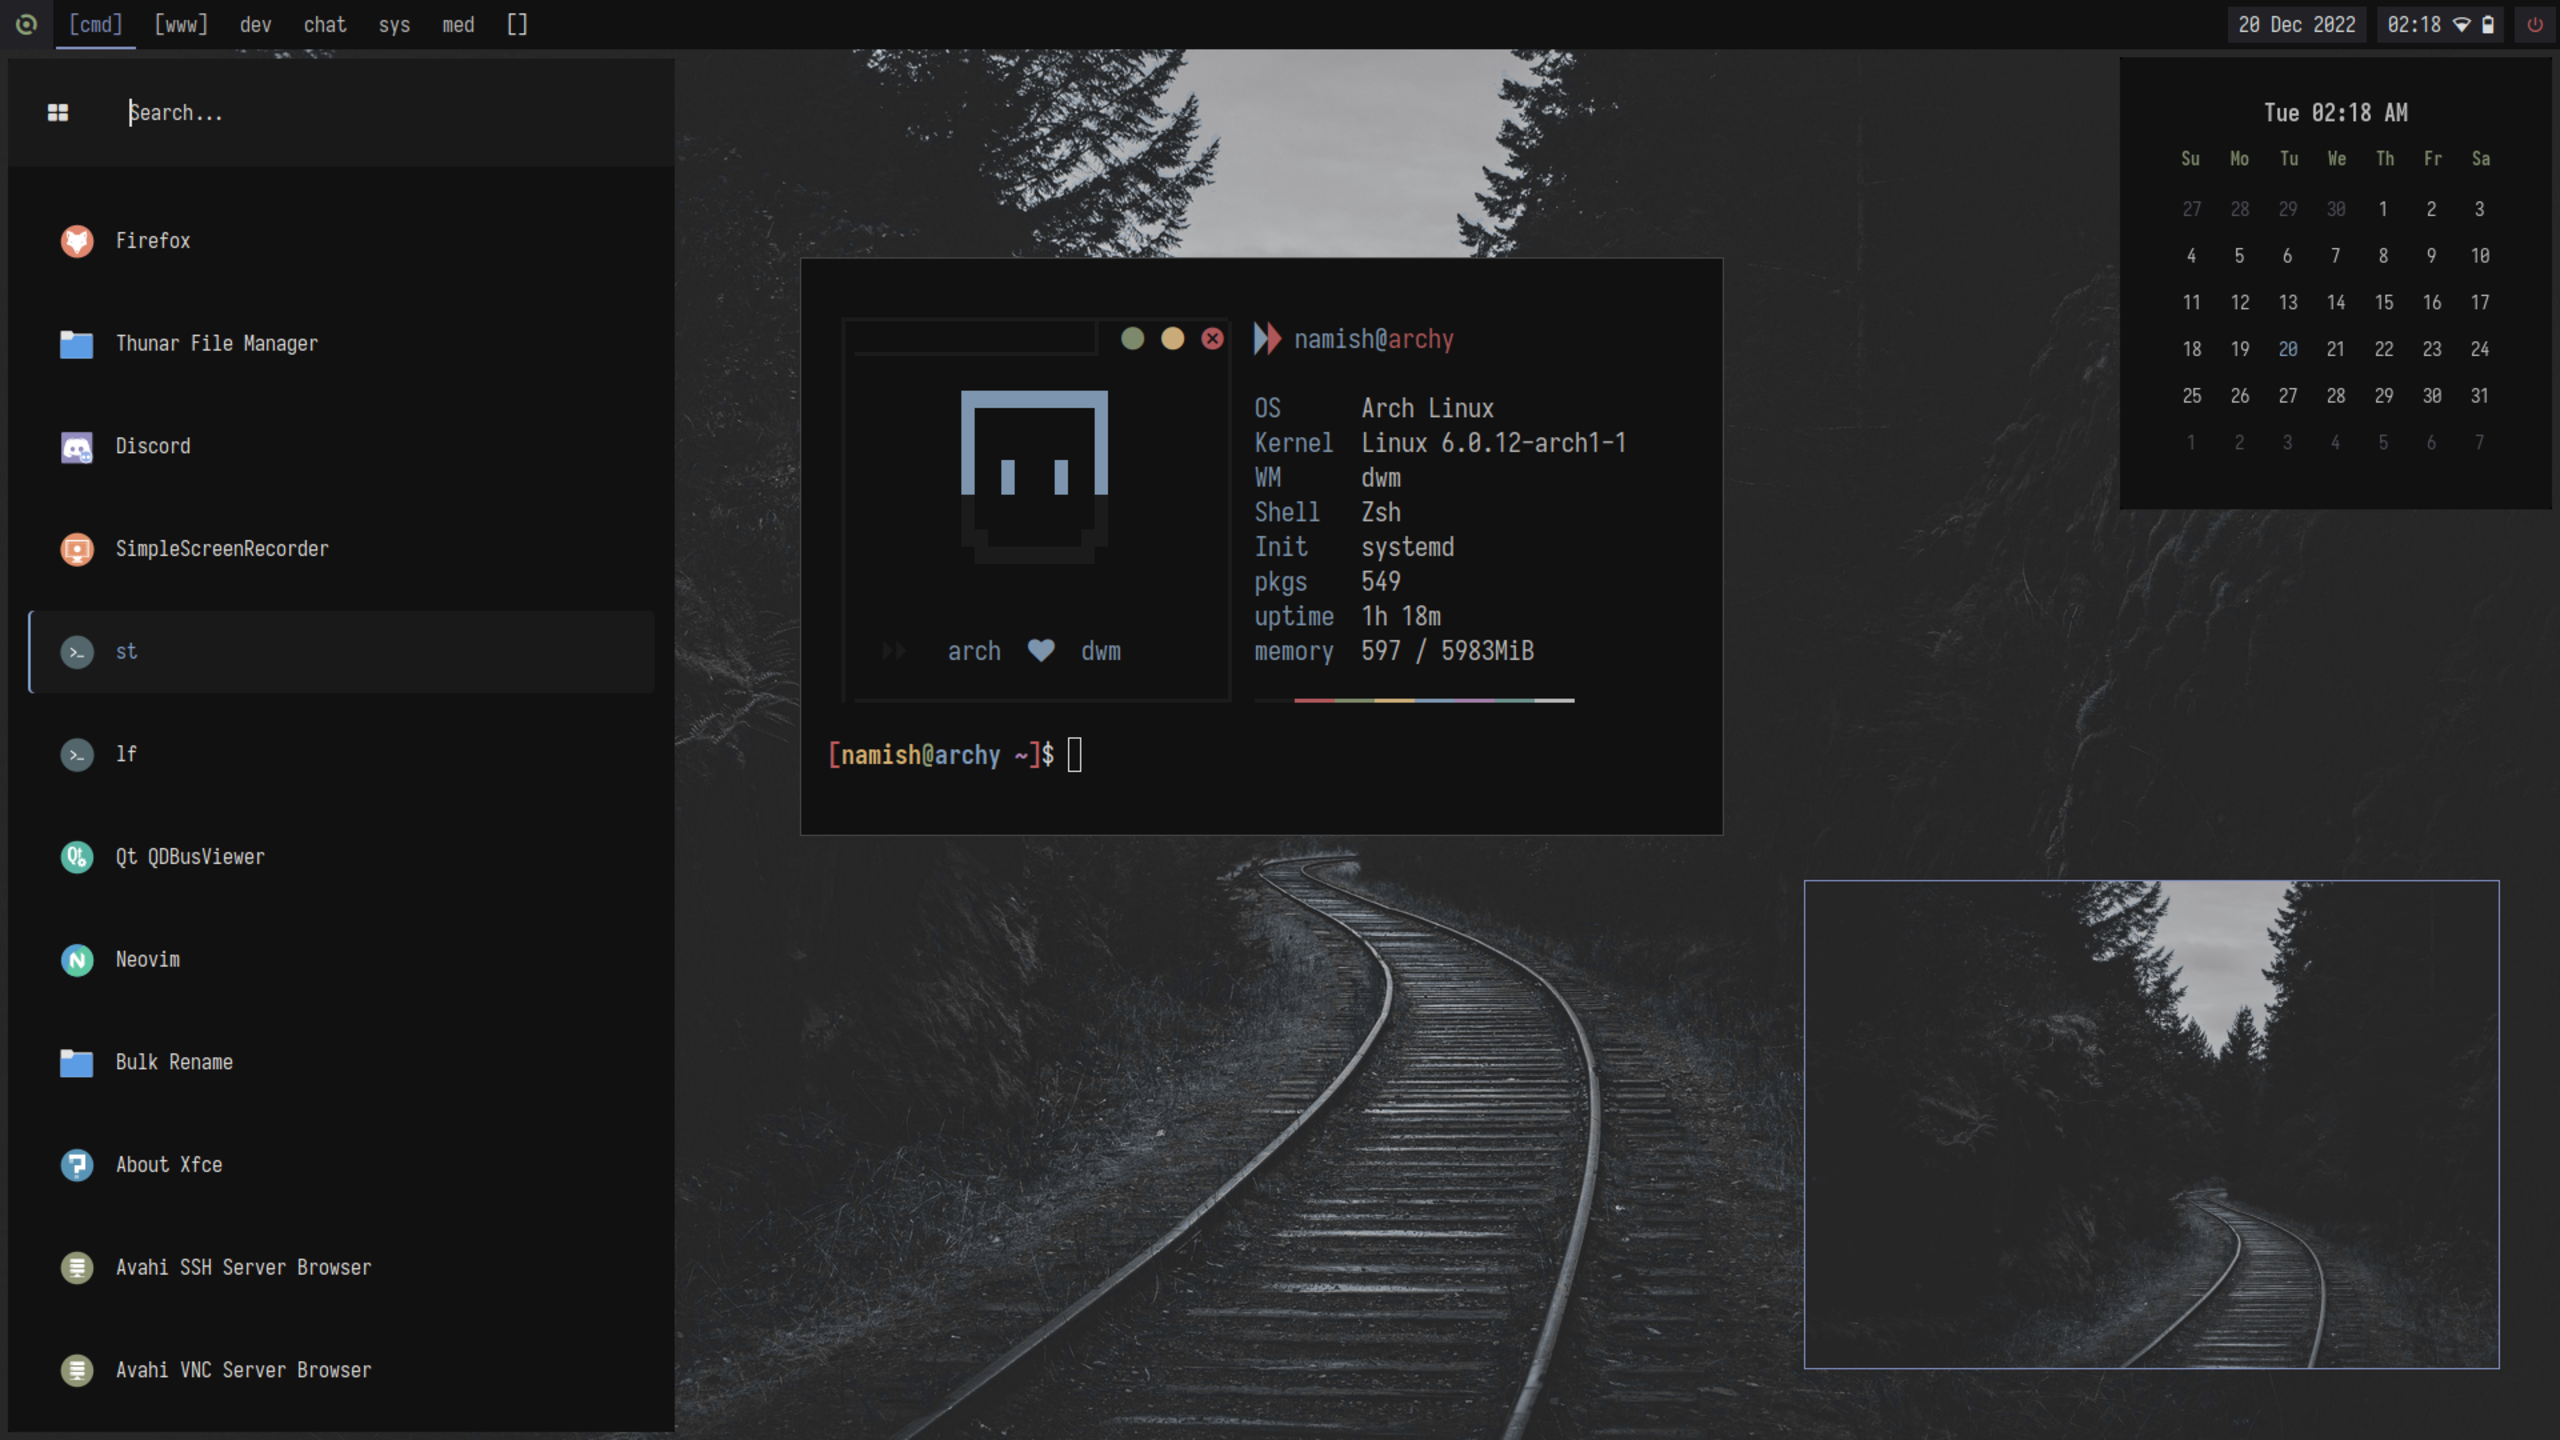 [cmd] [www] dev chat sys med []
20 Dec 2022 02:18
Search...
Firefox
Thunar File Manager
Discord
SimpleScreenRecorder
st
lf
Qt QDBusViewer
Neovim
Bulk Rename
About Xfce
Avahi SSH Server Browser
Avahi VNC Server Browser
namish@archy
OS Arch Linux
Kernel Linux 6.0.12-arch1-1
WM dwm
Shell Zsh
Init systemd
pkgs 549
uptime 1h 18m
memory 597 / 5983MiB
arch dwm
[namish@archy ~]$
Tue 02:18 AM
Su Mo Tu We Th Fr Sa
27 28 29 30 1 2 3
4 5 6 7 8 9 10
11 12 13 14 15 16 17
18 19 20 21 22 23 24
25 26 27 28 29 30 31
1 2 3 4 5 6 7